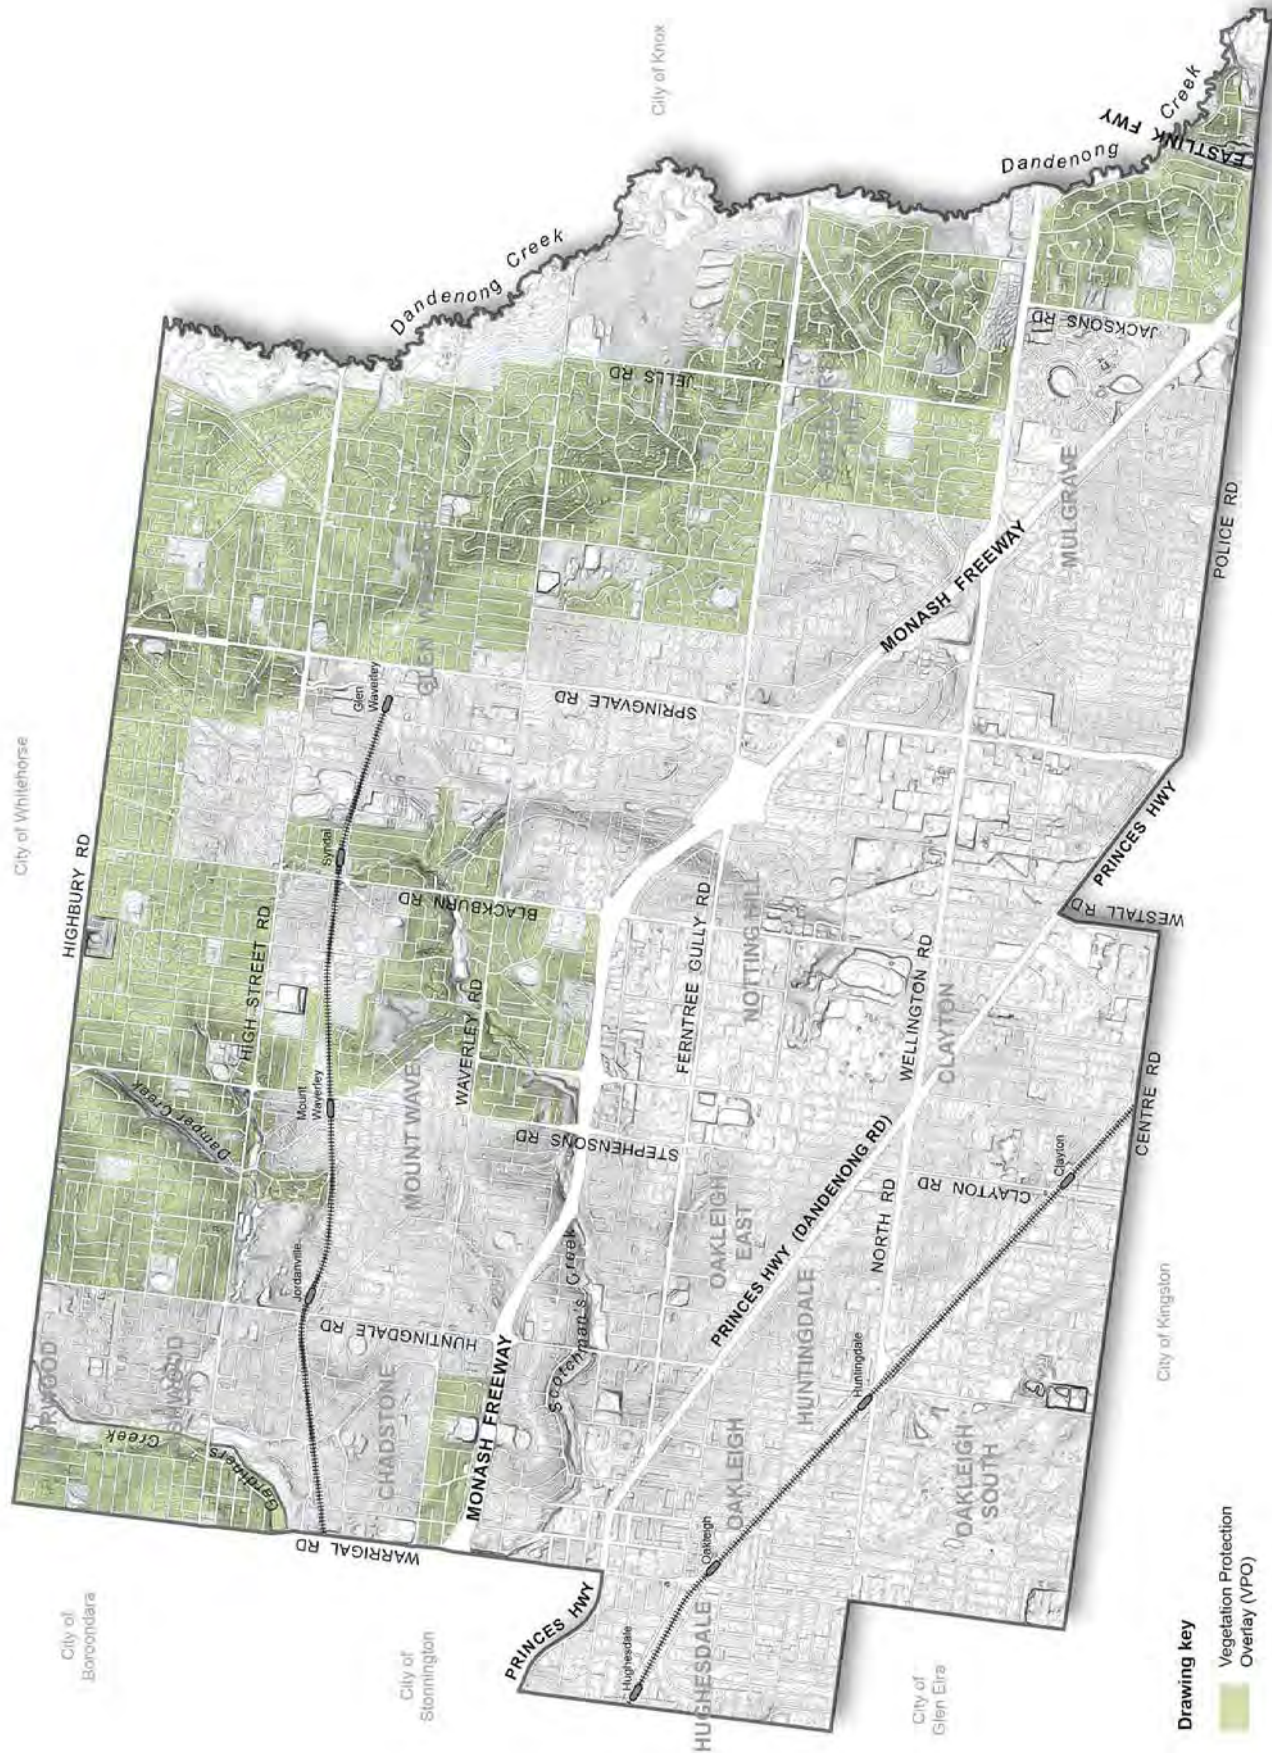 City of Whitehorse
City of Knox
City of
Boroondara
City of
Stonnington
City of
Glen Eira
City of Kingston
HIGHBURY RD
HIGH STREET RD
Damper Creek
Gardiners
Creek
Dandenong Creek
Dandenong Creek
EASTLINK FWY
WARRIGAL RD
HUNTINGDALE RD
STEPHENSONS RD
BLACKBURN RD
SPRINGVALE RD
JELLS RD
JACKSONS RD
WAVERLEY RD
FERNTREE GULLY RD
WELLINGTON RD
NORTH RD
CLAYTON RD
CENTRE RD
WESTALL RD
POLICE RD
PRINCES HWY
PRINCES HWY (DANDENONG RD)
PRINCES HWY
MONASH FREEWAY
MONASH FREEWAY
Scotchman's Creek
Jordanville
Mount
Waverley
Syndal
Glen
Waverley
Hughesdale
Oakleigh
Huntingdale
Clayton
CHADSTONE
MOUNT WAVE
GLEN
NOTTING HILL
MULGRAVE
CLAYTON
OAKLEIGH
EAST
HUNTINGDALE
OAKLEIGH
OAKLEIGH
SOUTH
HUGHESDALE
Drawing key
Vegetation Protection
Overlay (VPO)